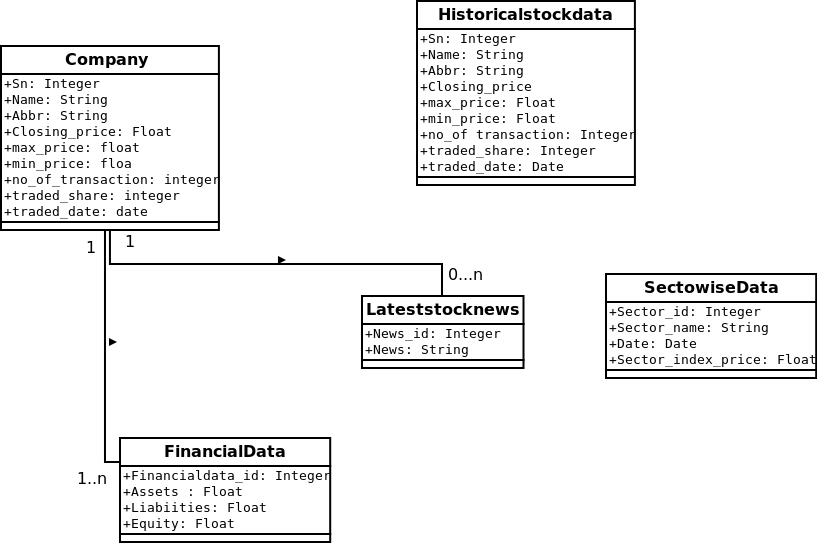 Historicalstockdata
+Sn: Integer
+Name: String
+Abbr: String
+Closing_price
+max_price: Float
+min_price: Float
+no_of transaction: Integer
+traded_share: Integer
+traded_date: Date
Company
+Sn: Integer
+Name: String
+Abbr: String
+Closing_price: Float
+max_price: float
+min_price: floa
+no_of_transaction: integer
+traded_share: integer
+traded_date: date
1
1
0...n
Lateststocknews
+News_id: Integer
+News: String
SectowiseData
+Sector_id: Integer
+Sector_name: String
+Date: Date
+Sector_index_price: Float
1..n
FinancialData
+Financialdata_id: Integer
+Assets : Float
+Liabiities: Float
+Equity: Float